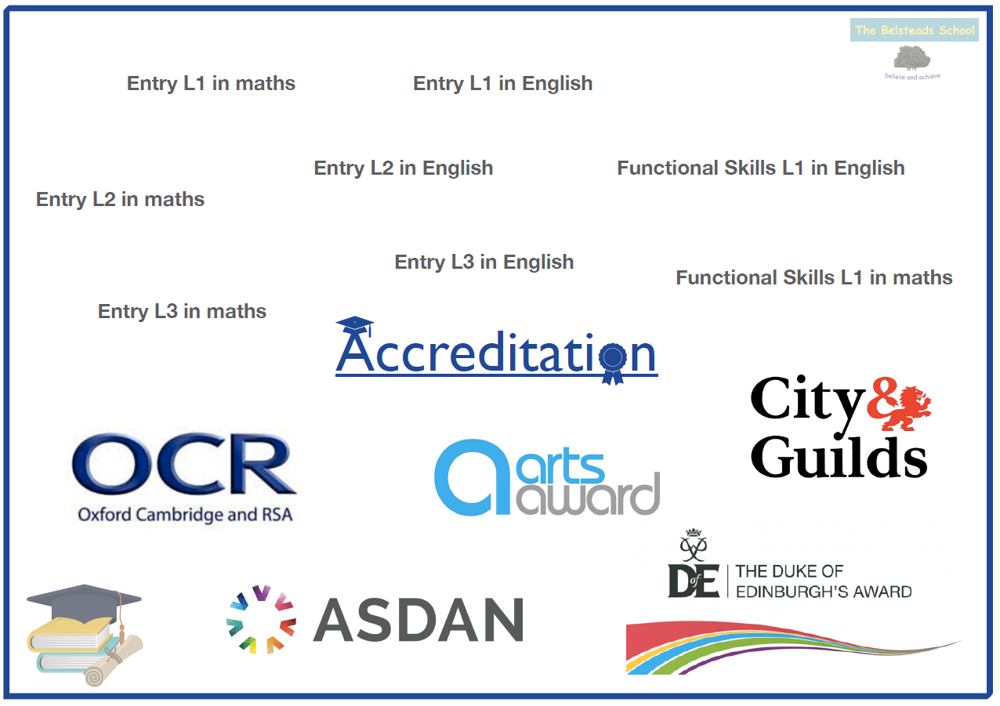 The Belsteads School
believe and achieve
Entry L1 in maths
Entry L1 in English
Entry L2 in English
Functional Skills L1 in English
Entry L2 in maths
Entry L3 in English
Functional Skills L1 in maths
Entry L3 in maths
Accreditation
City&
Guilds
OCR
Oxford Cambridge and RSA
a arts
award
DofE
THE DUKE OF
EDINBURGH'S AWARD
ASDAN